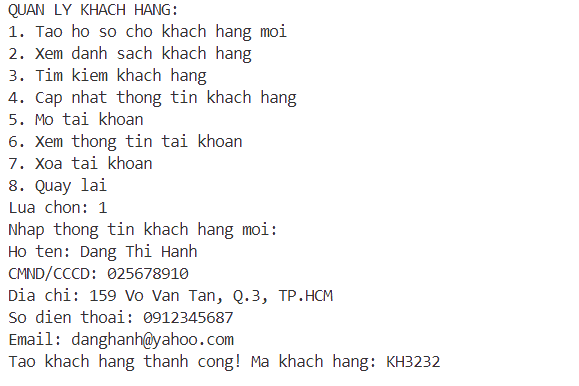 QUAN LY KHACH HANG:
1. Tao ho so cho khach hang moi
2. Xem danh sach khach hang
3. Tim kiem khach hang
4. Cap nhat thong tin khach hang
5. Mo tai khoan
6. Xem thong tin tai khoan
7. Xoa tai khoan
8. Quay lai
Lua chon: 1
Nhap thong tin khach hang moi:
Ho ten: Dang Thi Hanh
CMND/CCCD: 025678910
Dia chi: 159 Vo Van Tan, Q.3, TP.HCM
So dien thoai: 0912345687
Email: danghanh@yahoo.com
Tao khach hang thanh cong! Ma khach hang: KH3232